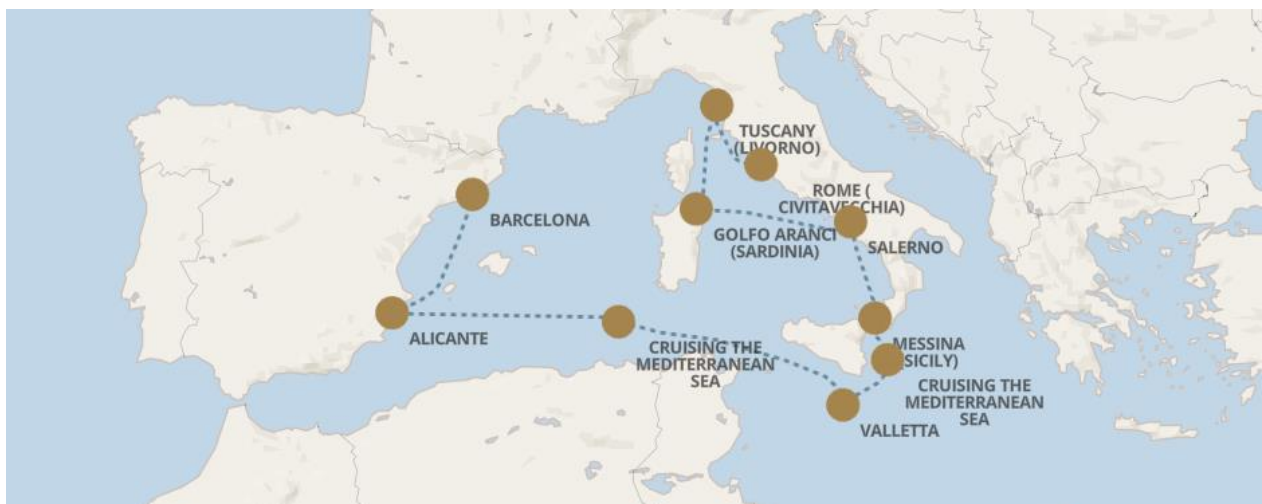 TUSCANY
(LIVORNO)
ROME (
CIVITAVECCHIA)
BARCELONA
GOLFO ARANCI
(SARDINIA)
SALERNO
ALICANTE
CRUISING THE
MEDITERRANEAN
SEA
MESSINA
(SICILY)
CRUISING THE
MEDITERRANEAN
SEA
VALLETTA